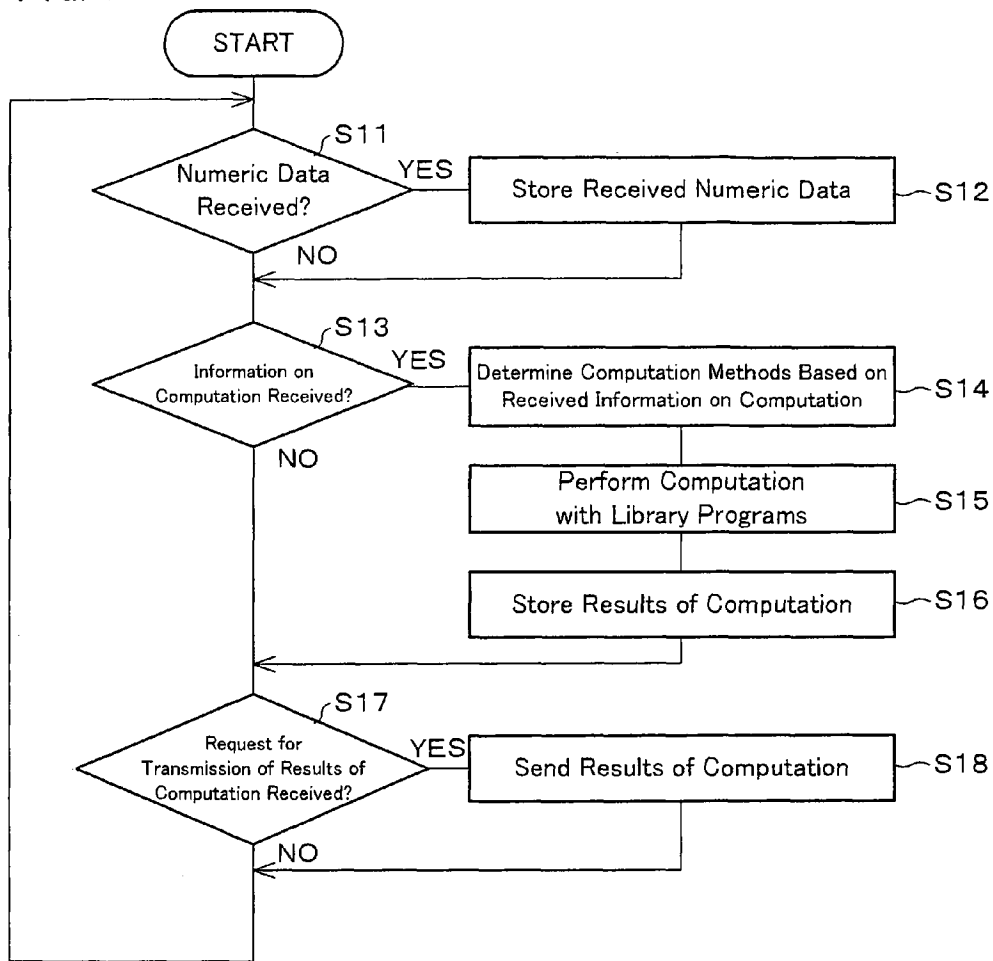 START
S11
Numeric Data
Received?
YES
Store Received Numeric Data
S12
NO
S13
Information on
Computation Received?
YES
Determine Computation Methods Based on
Received Information on Computation
S14
NO
Perform Computation
with Library Programs
S15
Store Results of Computation
S16
S17
Request for
Transmission of Results of
Computation Received?
YES
Send Results of Computation
S18
NO